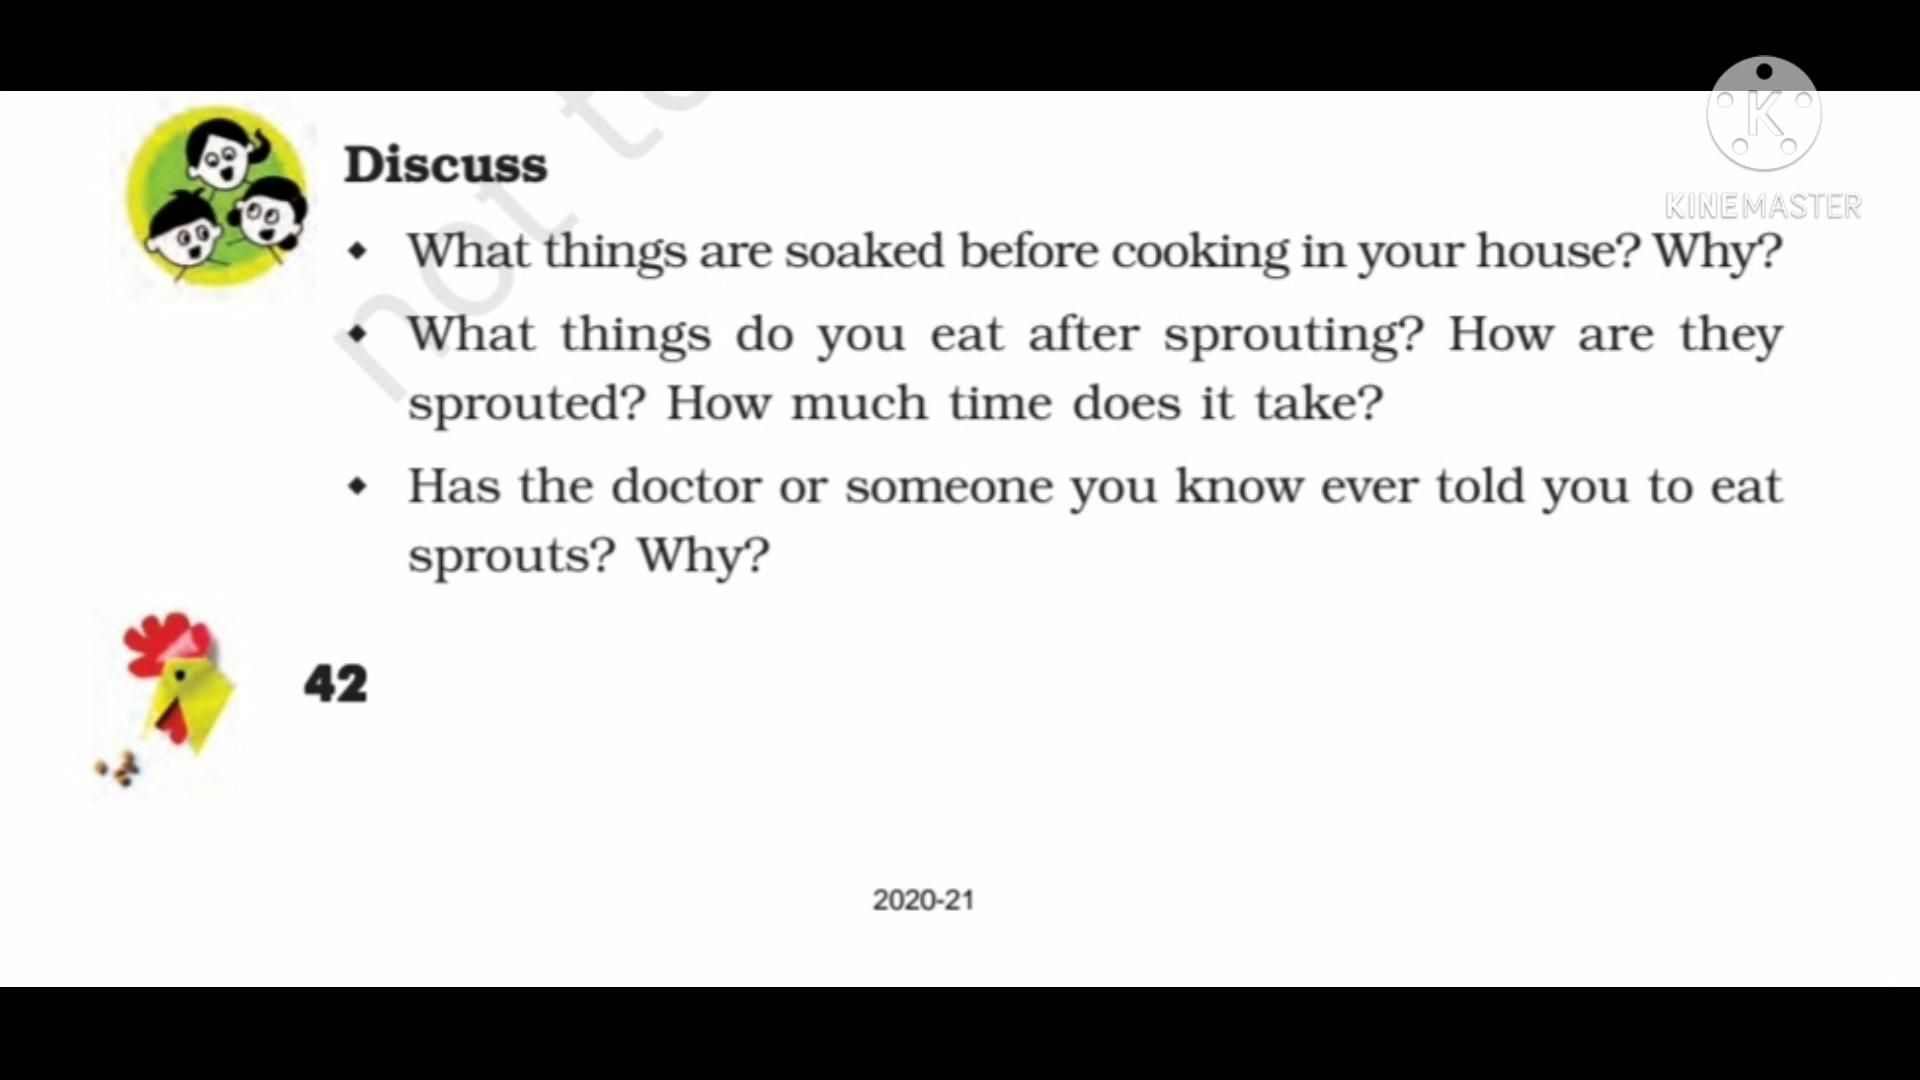 K
KINEMASTER
not to
Discuss
◆ What things are soaked before cooking in your house? Why?
◆ What things do you eat after sprouting? How are they
sprouted? How much time does it take?
◆ Has the doctor or someone you know ever told you to eat
sprouts? Why?
42
2020-21